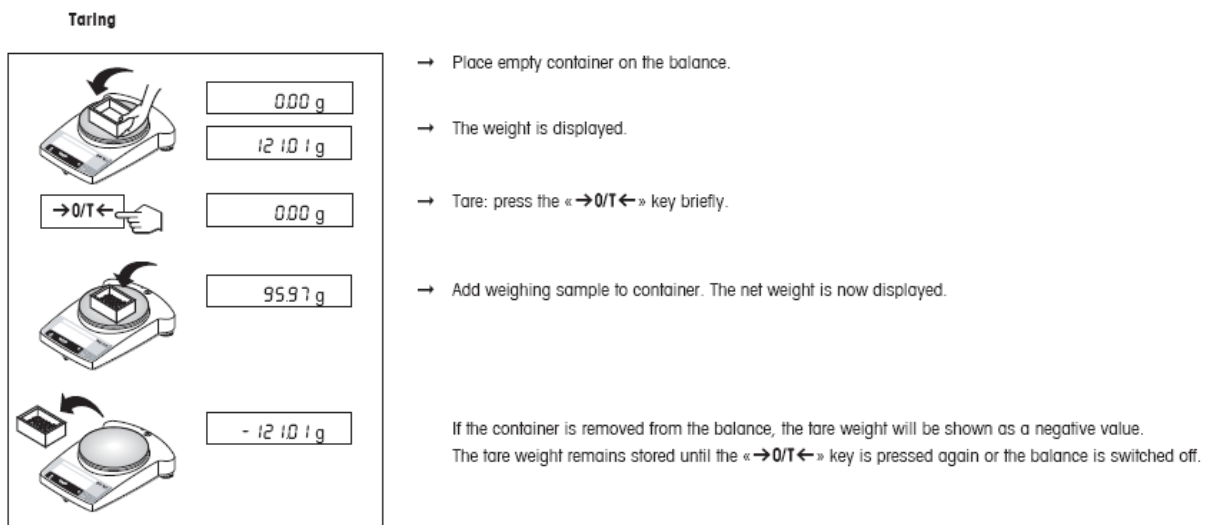 Taring
0.00 g
→ Place empty container on the balance.
121.01 g
→ The weight is displayed.
→0/T←
0.00 g
→ Tare: press the «→0/T←» key briefly.
95.97 g
→ Add weighing sample to container. The net weight is now displayed.
- 121.01 g
If the container is removed from the balance, the tare weight will be shown as a negative value.
The tare weight remains stored until the «→0/T←» key is pressed again or the balance is switched off.